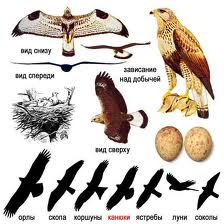 вид снизу
вид спереди
зависание
над добычей
вид сверху
орлы скопа коршуны канюки ястребы луни соколы